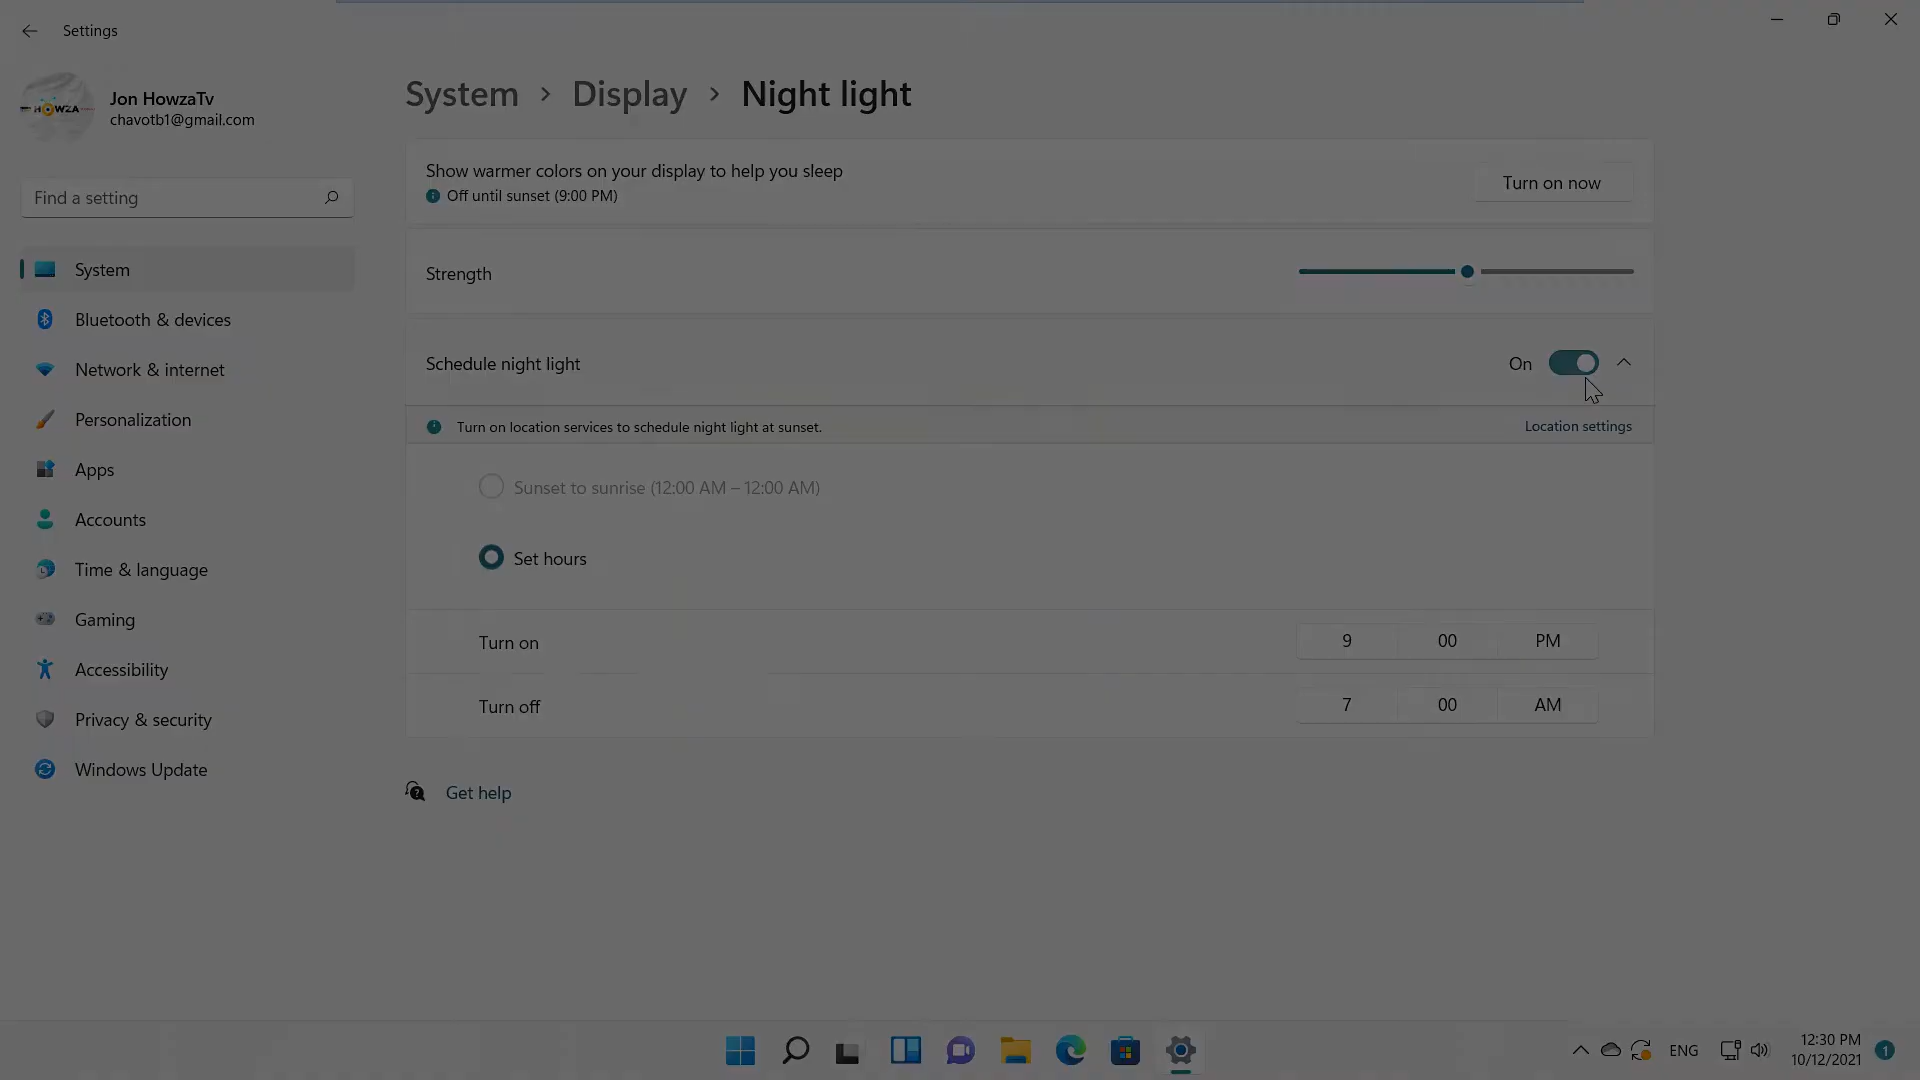 Settings
Jon HowzaTv
chavotb1@gmail.com
HOWZA
Find a setting
System
Bluetooth & devices
Network & internet
Personalization
Apps
Accounts
Time & language
Gaming
Accessibility
Privacy & security
Windows Update
System > Display > Night light
Show warmer colors on your display to help you sleep
Off until sunset (9:00 PM)
Turn on now
Strength
Schedule night light
On
Turn on location services to schedule night light at sunset.
Location settings
Sunset to sunrise (12:00 AM – 12:00 AM)
Set hours
Turn on
9 00 PM
Turn off
7 00 AM
Get help
ENG
12:30 PM
10/12/2021
1